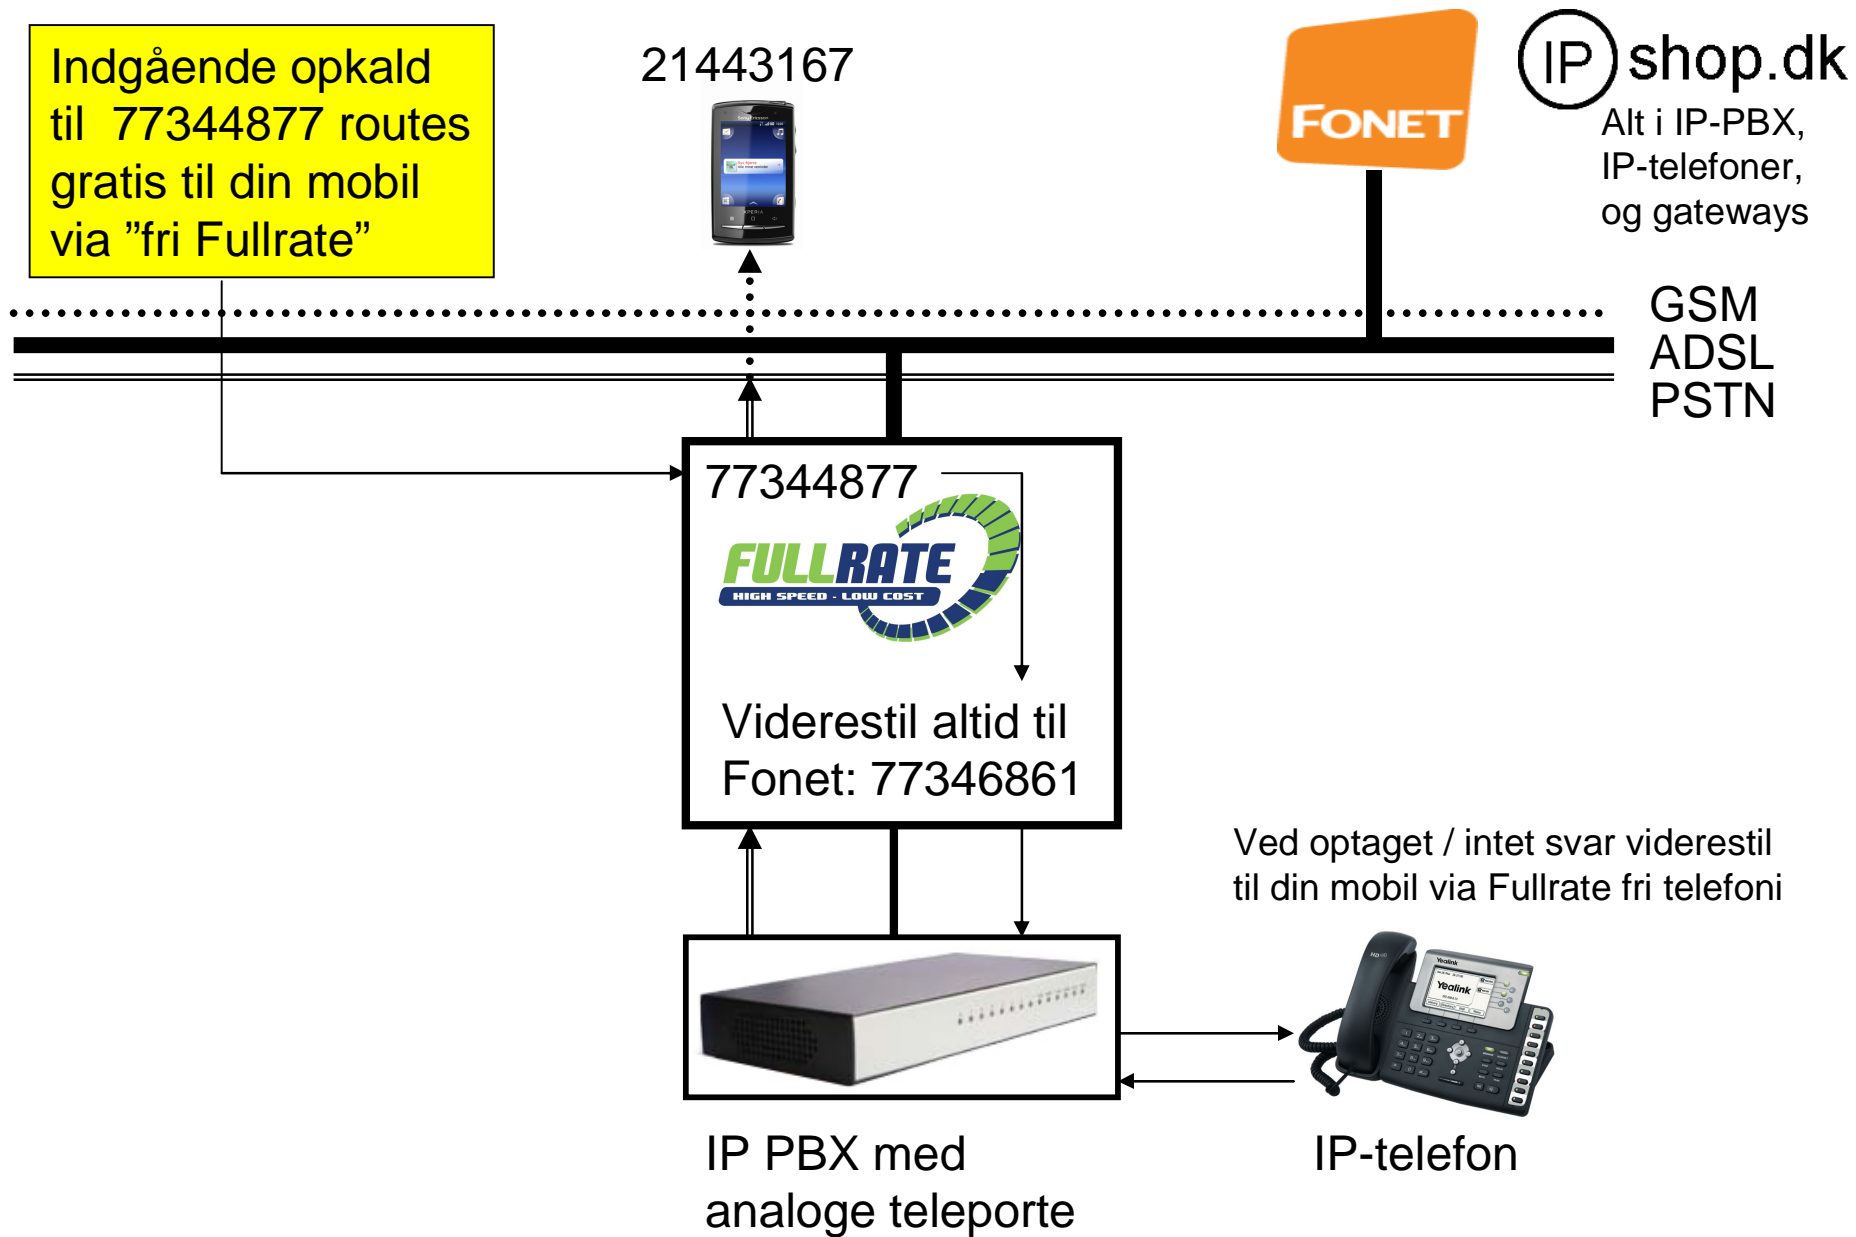 Indgående opkald
til 77344877 routes
gratis til din mobil
via ”fri Fullrate”
21443167
FONET
IP shop.dk
Alt i IP-PBX,
IP-telefoner,
og gateways
GSM
ADSL
PSTN
77344877
FULLRATE
HIGH SPEED - LOW COST
Viderestil altid til
Fonet: 77346861
Ved optaget / intet svar viderestil
til din mobil via Fullrate fri telefoni
Yealink
Yealink
IP PBX med
analoge teleporte
IP-telefon